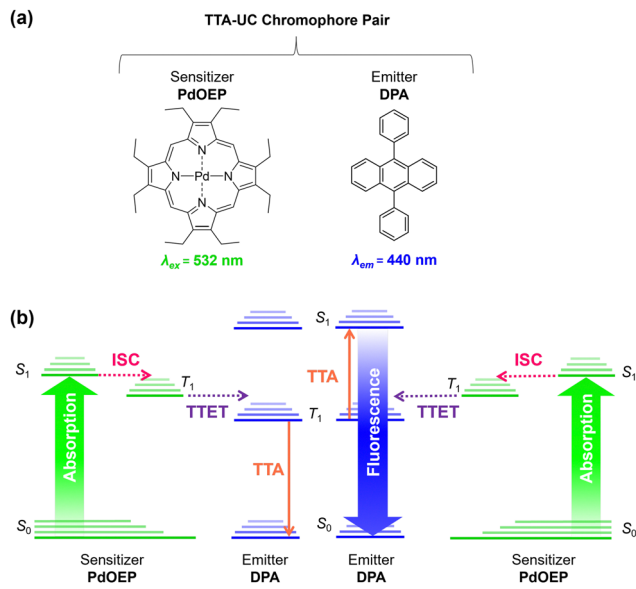 (a)
TTA-UC Chromophore Pair
Sensitizer
PdOEP
Emitter
DPA
N
N Pd N
N
λex = 532 nm
λem = 440 nm
(b)
S1
ISC
T1
TTET
Absorption
S0
TTA
T1
S1
TTA
Fluorescence
S0
ISC
T1
TTET
S1
Absorption
S0
Sensitizer
PdOEP
Emitter
DPA
Emitter
DPA
Sensitizer
PdOEP